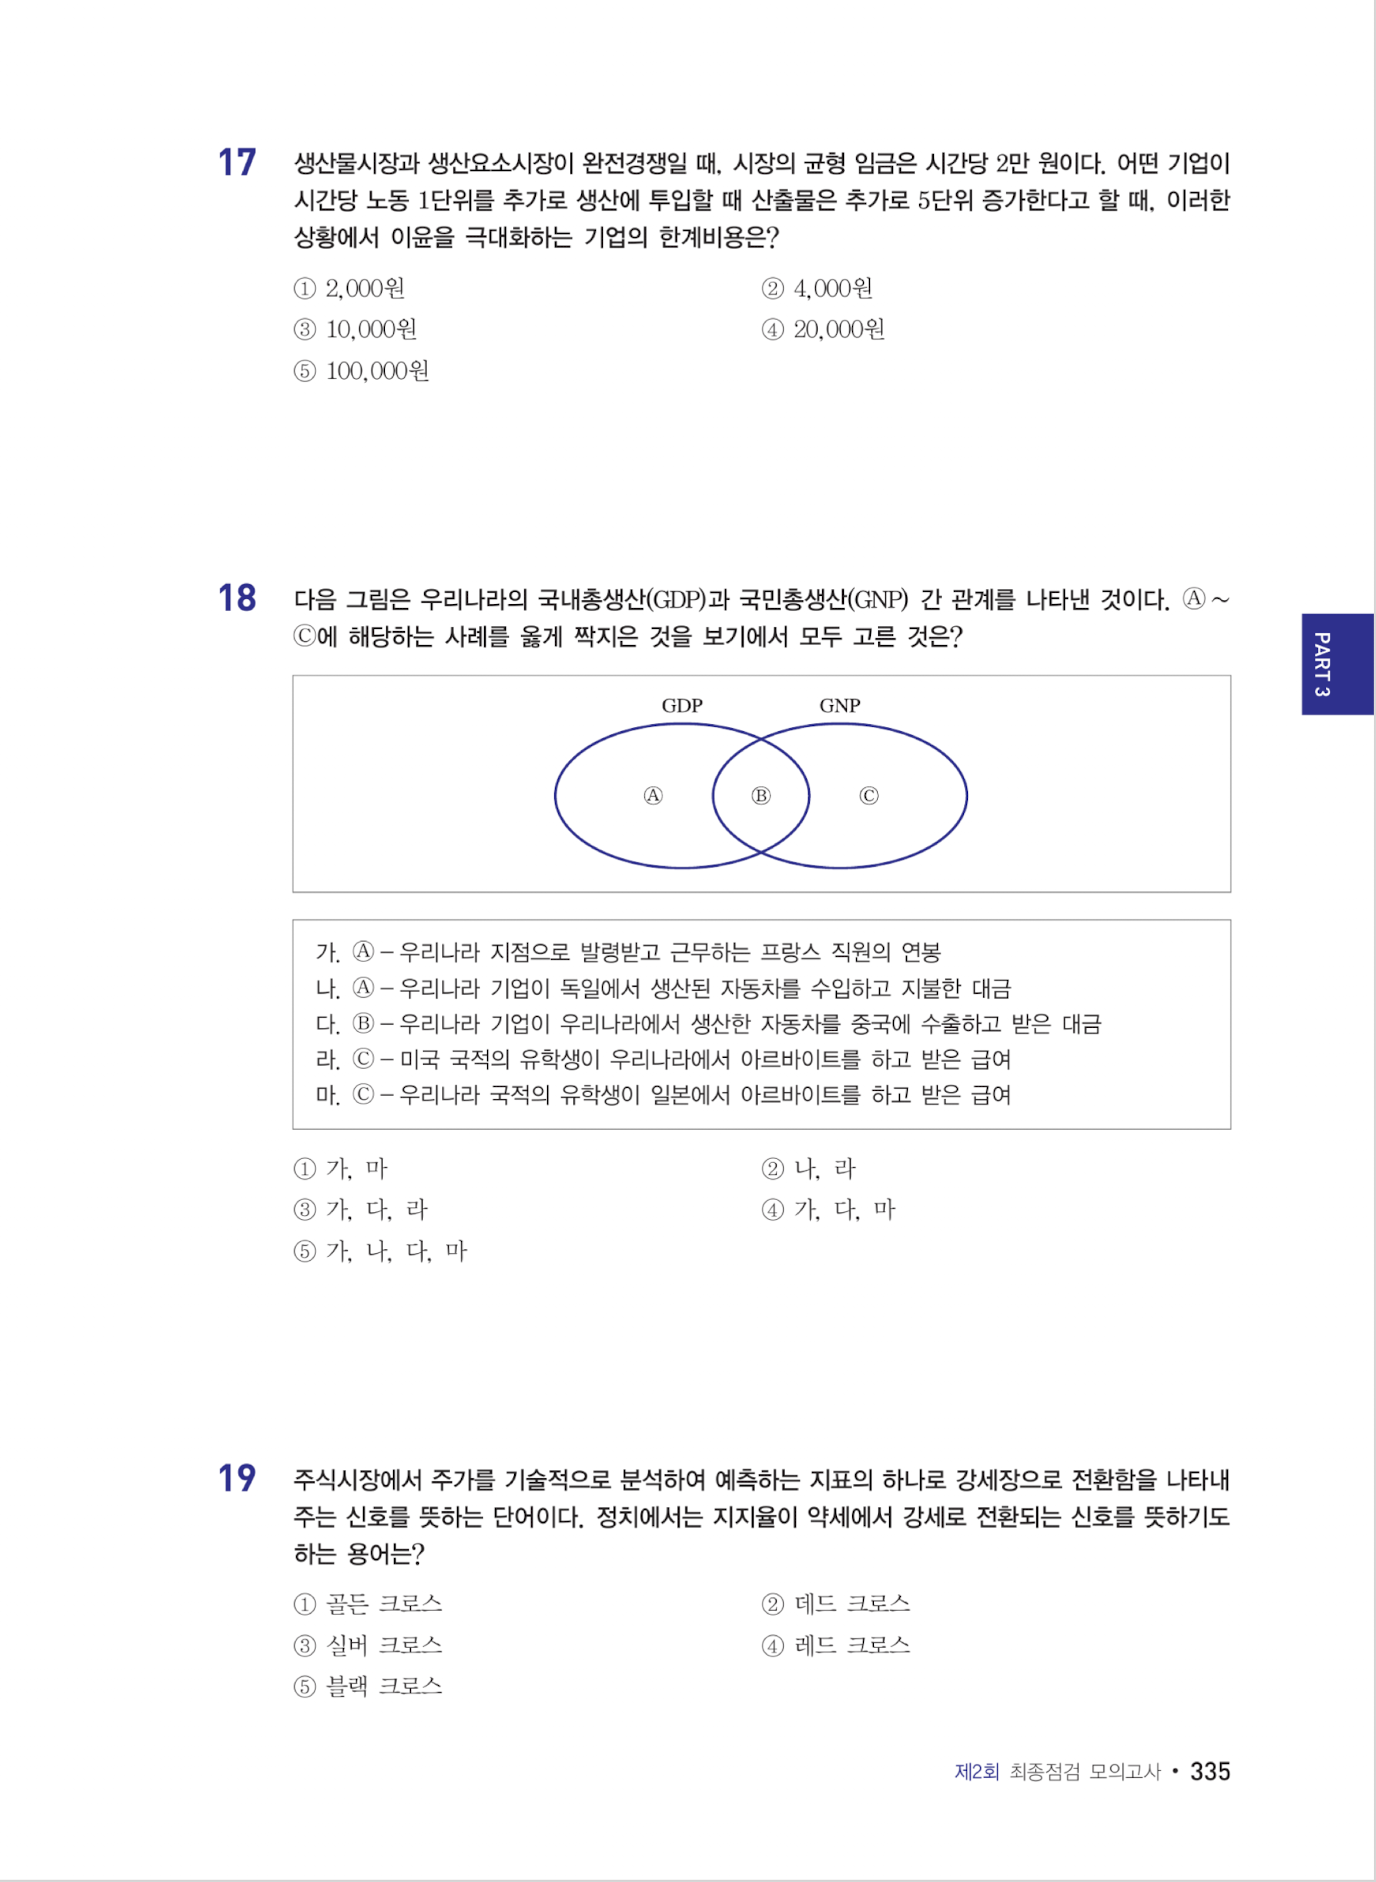 17 생산물시장과 생산요소시장이 완전경쟁일 때, 시장의 균형 임금은 시간당 2만 원이다. 어떤 기업이
시간당 노동 1단위를 추가로 생산에 투입할 때 산출물은 추가로 5단위 증가한다고 할 때, 이러한
상황에서 이윤을 극대화하는 기업의 한계비용은?
① 2,000원 ② 4,000원
③ 10,000원 ④ 20,000원
⑤ 100,000원
18 다음 그림은 우리나라의 국내총생산(GDP)과 국민총생산(GNP) 간 관계를 나타낸 것이다. Ⓐ ~
Ⓒ에 해당하는 사례를 옳게 짝지은 것을 보기에서 모두 고른 것은?
PART 3
GDP GNP
Ⓐ Ⓑ Ⓒ
가. Ⓐ – 우리나라 지점으로 발령받고 근무하는 프랑스 직원의 연봉
나. Ⓐ – 우리나라 기업이 독일에서 생산된 자동차를 수입하고 지불한 대금
다. Ⓑ – 우리나라 기업이 우리나라에서 생산한 자동차를 중국에 수출하고 받은 대금
라. Ⓒ – 미국 국적의 유학생이 우리나라에서 아르바이트를 하고 받은 급여
마. Ⓒ – 우리나라 국적의 유학생이 일본에서 아르바이트를 하고 받은 급여
① 가, 마 ② 나, 라
③ 가, 다, 라 ④ 가, 다, 마
⑤ 가, 나, 다, 마
19 주식시장에서 주가를 기술적으로 분석하여 예측하는 지표의 하나로 강세장으로 전환함을 나타내
주는 신호를 뜻하는 단어이다. 정치에서는 지지율이 약세에서 강세로 전환되는 신호를 뜻하기도
하는 용어는?
① 골든 크로스 ② 데드 크로스
③ 실버 크로스 ④ 레드 크로스
⑤ 블랙 크로스
제2회 최종점검 모의고사 • 335